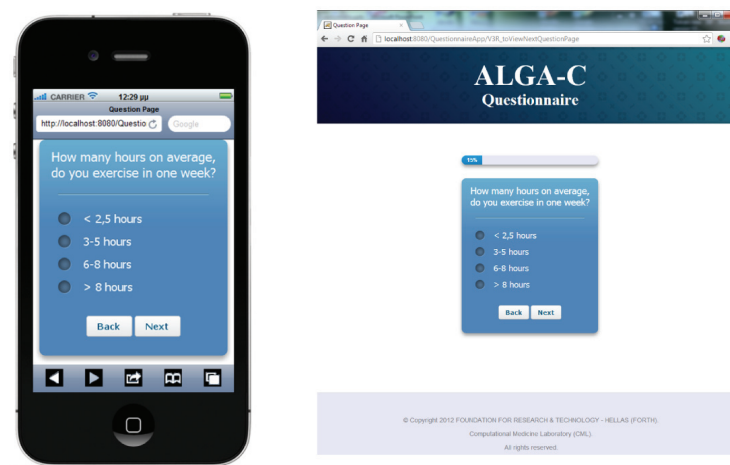 CARRIER 12:29 μμ
Question Page
http://localhost:8080/Questio Google
How many hours on average,
do you exercise in one week?
< 2,5 hours
3-5 hours
6-8 hours
> 8 hours
Back Next
Question Page
localhost:8080/QuestionnaireApp/V3R_toViewNextQuestionPage
ALGA-C
Questionnaire
15%
How many hours on average,
do you exercise in one week?
< 2,5 hours
3-5 hours
6-8 hours
> 8 hours
Back Next
© Copyright 2012 FOUNDATION FOR RESEARCH & TECHNOLOGY - HELLAS (FORTH).
Computational Medicine Laboratory (CML).
All rights reserved.